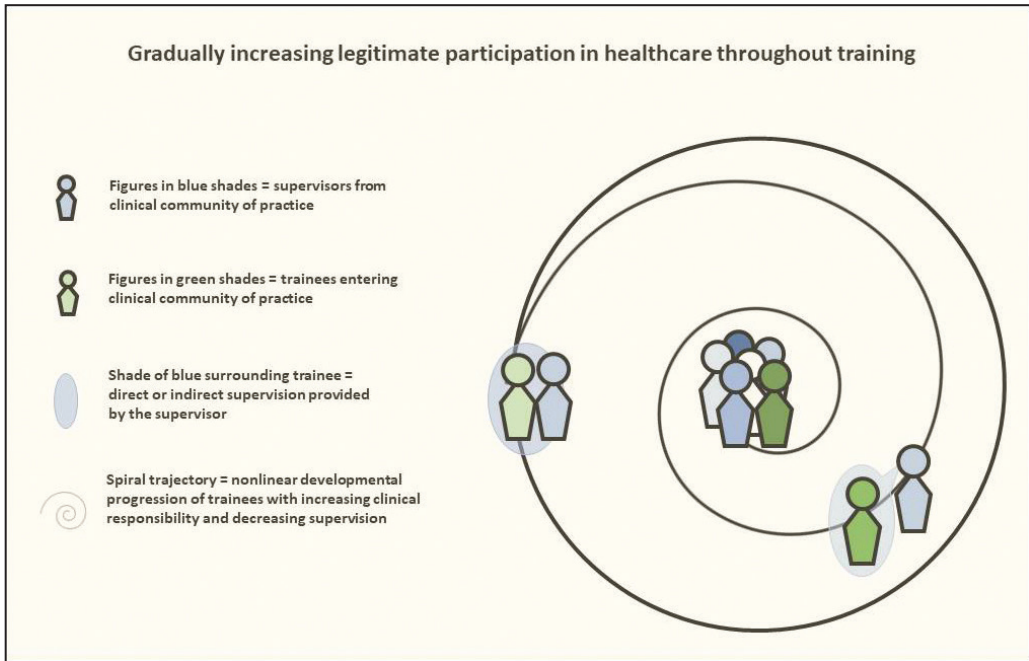 Gradually increasing legitimate participation in healthcare throughout training
Figures in blue shades = supervisors from
clinical community of practice
Figures in green shades = trainees entering
clinical community of practice
Shade of blue surrounding trainee =
direct or indirect supervision provided
by the supervisor
Spiral trajectory = nonlinear developmental
progression of trainees with increasing clinical
responsibility and decreasing supervision